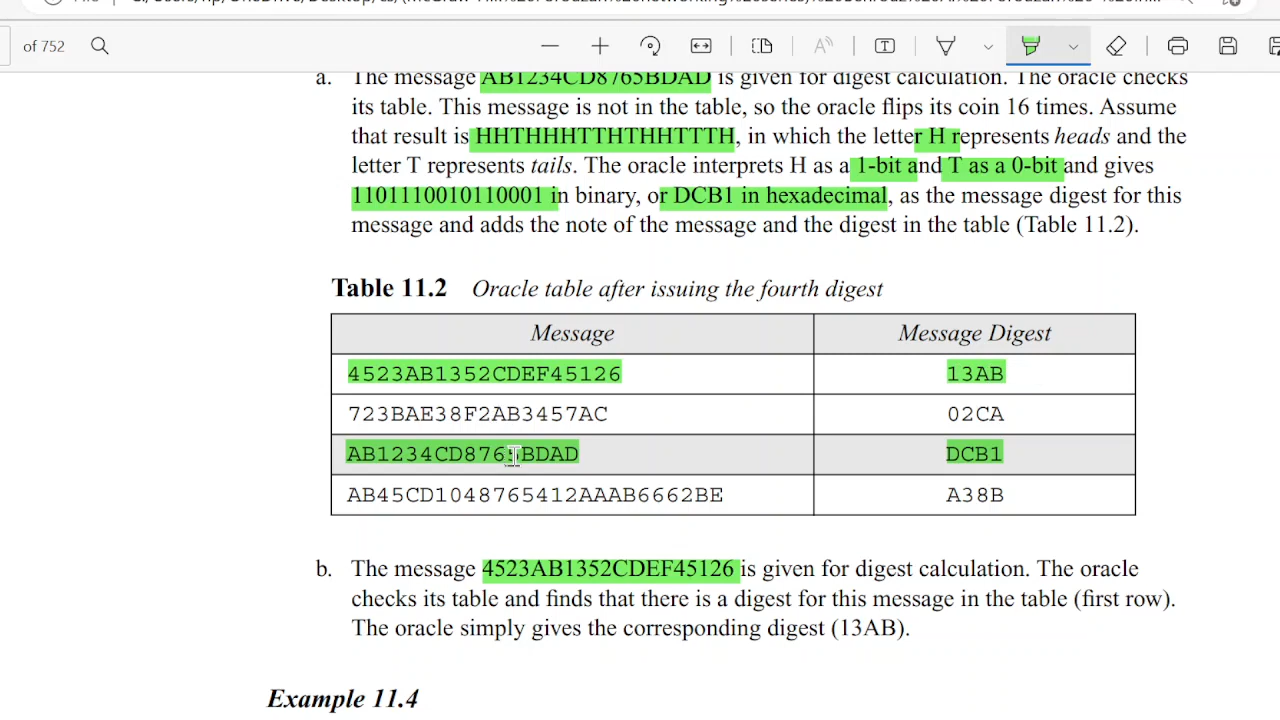 of 752
a. The message AB1234CD8765BDAD is given for digest calculation. The oracle checks
its table. This message is not in the table, so the oracle flips its coin 16 times. Assume
that result is HHTHHHTTHTHHTTTH, in which the letter H represents heads and the
letter T represents tails. The oracle interprets H as a 1-bit and T as a 0-bit and gives
1101110010110001 in binary, or DCB1 in hexadecimal, as the message digest for this
message and adds the note of the message and the digest in the table (Table 11.2).
Table 11.2 Oracle table after issuing the fourth digest
Message Message Digest
4523AB1352CDEF45126 13AB
723BAE38F2AB3457AC 02CA
AB1234CD8765BDAD DCB1
AB45CD1048765412AAAB6662BE A38B
b. The message 4523AB1352CDEF45126 is given for digest calculation. The oracle
checks its table and finds that there is a digest for this message in the table (first row).
The oracle simply gives the corresponding digest (13AB).
Example 11.4